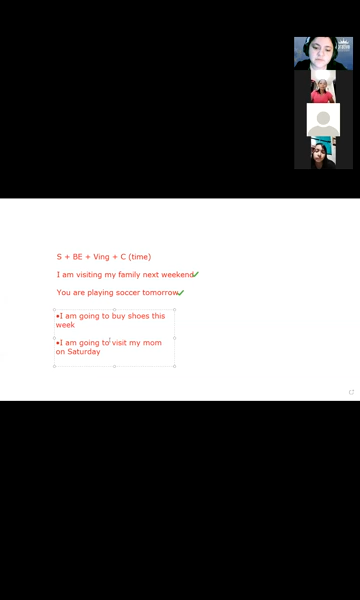 S + BE + Ving + C (time)
I am visiting my family next weekend✓
You are playing soccer tomorrow✓
•I am going to buy shoes this
week
•I am going to visit my mom
on Saturday